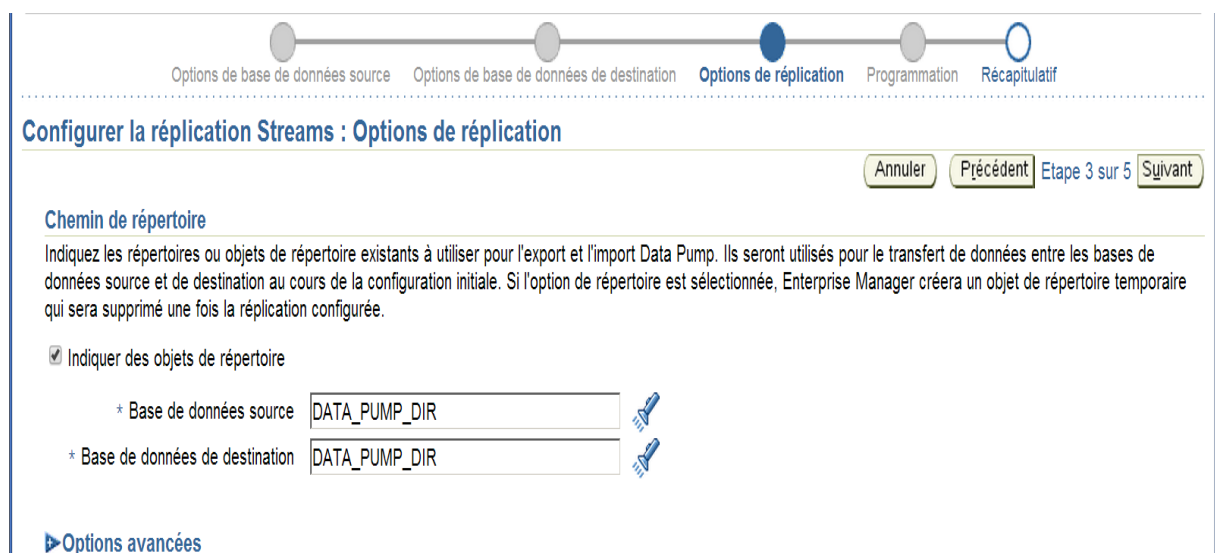 Options de base de données source Options de base de données de destination Options de réplication Programmation Récapitulatif
Configurer la réplication Streams : Options de réplication
Annuler Précédent Etape 3 sur 5 Suivant
Chemin de répertoire
Indiquez les répertoires ou objets de répertoire existants à utiliser pour l'export et l'import Data Pump. Ils seront utilisés pour le transfert de données entre les bases de
données source et de destination au cours de la configuration initiale. Si l'option de répertoire est sélectionnée, Enterprise Manager créera un objet de répertoire temporaire
qui sera supprimé une fois la réplication configurée.
Indiquer des objets de répertoire
* Base de données source DATA_PUMP_DIR
* Base de données de destination DATA_PUMP_DIR
Options avancées